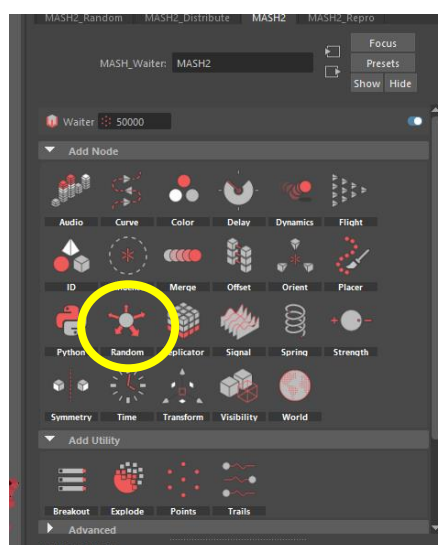 MASH2_Random MASH2_Distribute MASH2 MASH2_Repro
Focus
MASH_Waiter: MASH2 Presets
Show Hide
Waiter 50000
Add Node
Audio Curve Color Delay Dynamics Flight
ID Merge Offset Orient Placer
Python Random Replicator Signal Spring Strength
Symmetry Time Transform Visibility World
Add Utility
Breakout Explode Points Trails
Advanced